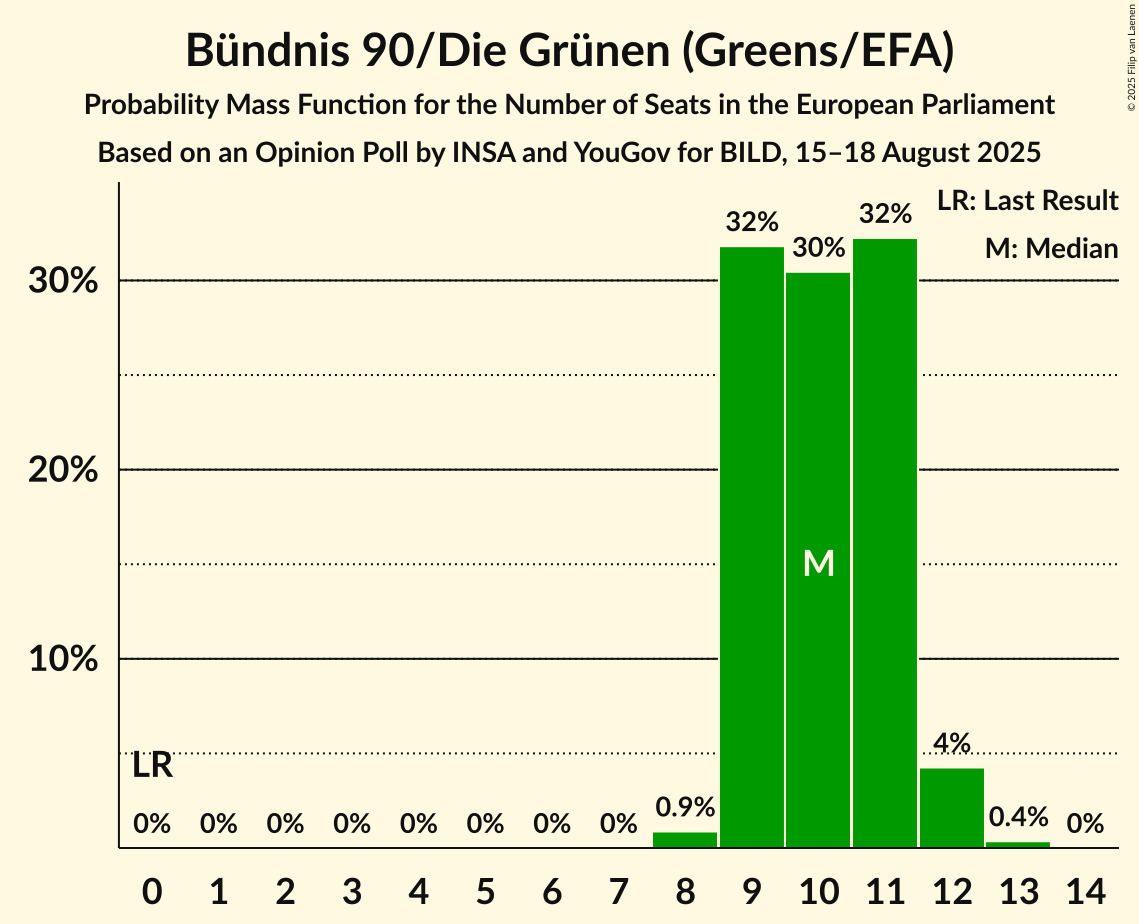 Bündnis 90/Die Grünen (Greens/EFA)
Probability Mass Function for the Number of Seats in the European Parliament
Based on an Opinion Poll by INSA and YouGov for BILD, 15–18 August 2025
© 2025 Filip van Laenen
LR: Last Result
M: Median
32%
30%
32%
30%
20%
M
10%
LR
4%
0%
0%
0%
0%
0%
0%
0%
0%
0.9%
0.4%
0%
0 1 2 3 4 5 6 7 8 9 10 11 12 13 14